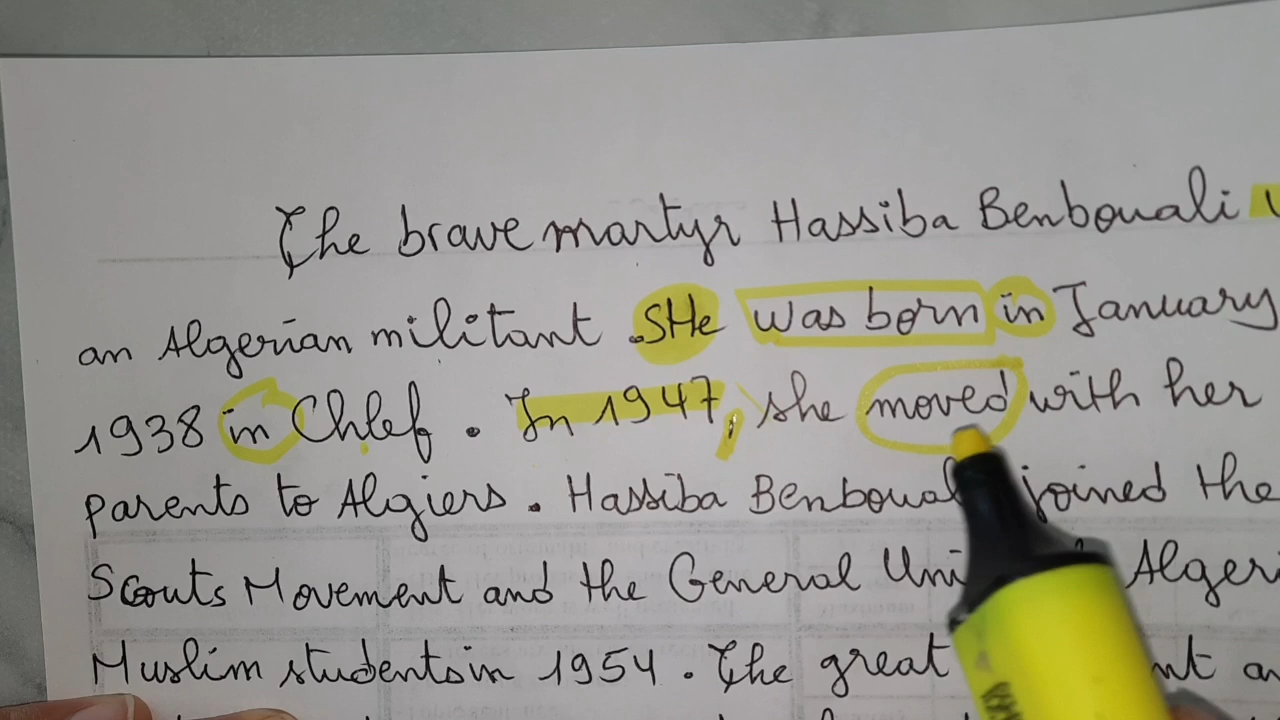 The brave martyr Hassiba Benbouali
an Algerian militant .SHe was born in January
1938 in Chlef . In 1947, she moved with her
parents to Algiers . Hassiba joined the
Scouts Movement and the General
Muslim students in 1954 . The great